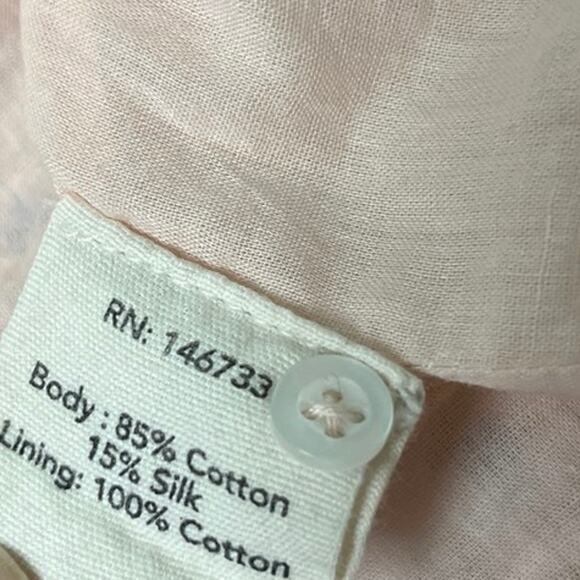 RN: 146733
Body : 85% Cotton
15% Silk
Lining: 100% Cotton